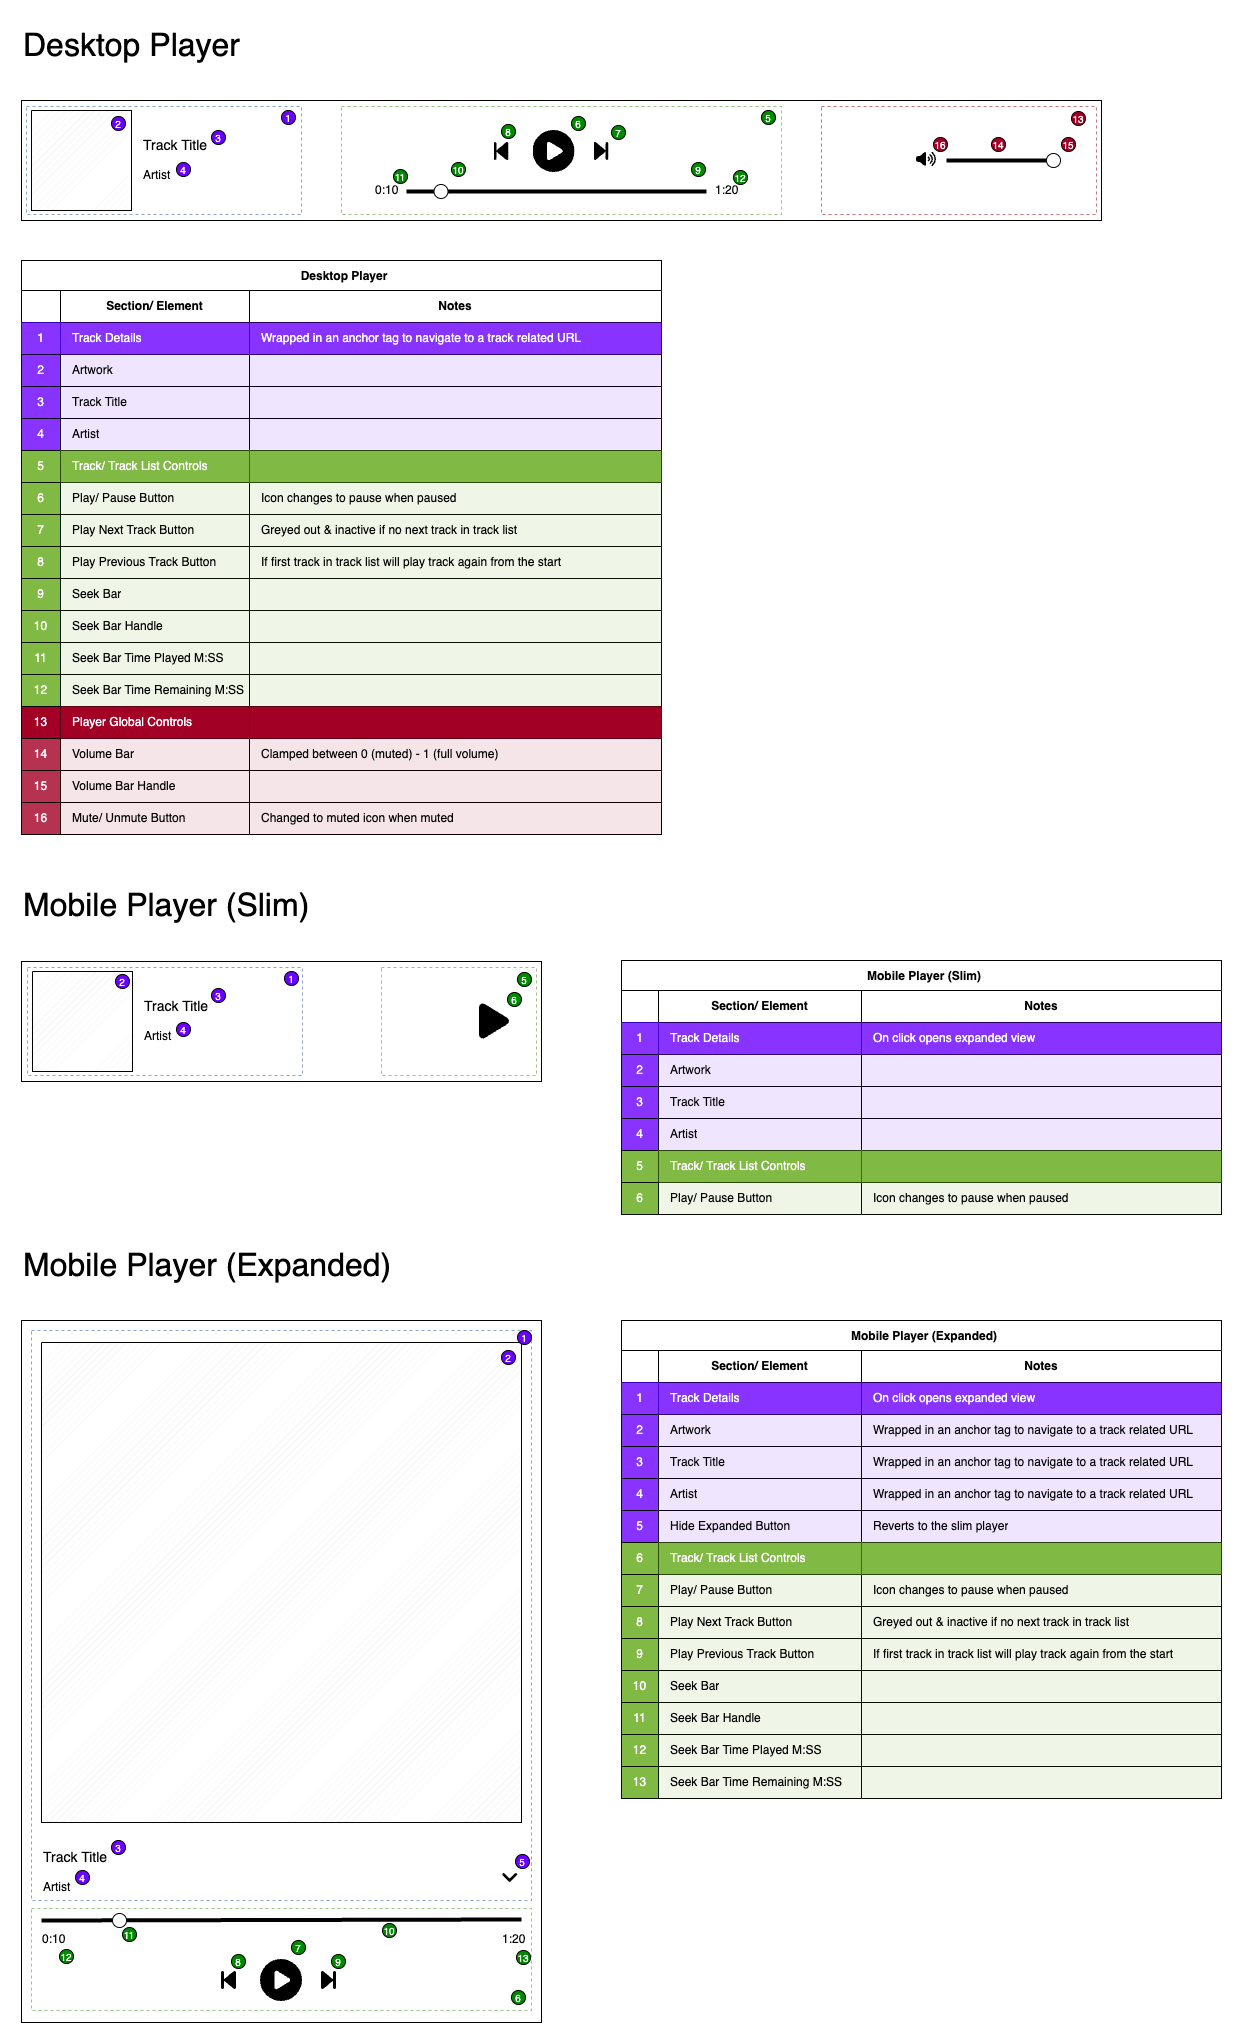 Desktop Player
1
2
Track Title 3
Artist 4
5
6
8
7
10
9
11
12
0:10
1:20
13
16
14
15
Desktop Player
Section/ Element Notes
1 Track Details Wrapped in an anchor tag to navigate to a track related URL
2 Artwork
3 Track Title
4 Artist
5 Track/ Track List Controls
6 Play/ Pause Button Icon changes to pause when paused
7 Play Next Track Button Greyed out & inactive if no next track in track list
8 Play Previous Track Button If first track in track list will play track again from the start
9 Seek Bar
10 Seek Bar Handle
11 Seek Bar Time Played M:SS
12 Seek Bar Time Remaining M:SS
13 Player Global Controls
14 Volume Bar Clamped between 0 (muted) - 1 (full volume)
15 Volume Bar Handle
16 Mute/ Unmute Button Changed to muted icon when muted
Mobile Player (Slim)
2
1
Track Title 3
Artist 4
5
6
Mobile Player (Slim)
Section/ Element Notes
1 Track Details On click opens expanded view
2 Artwork
3 Track Title
4 Artist
5 Track/ Track List Controls
6 Play/ Pause Button Icon changes to pause when paused
Mobile Player (Expanded)
1
2
Track Title 3
Artist 4
5
11
10
0:10
1:20
12
8
7
9
13
6
Mobile Player (Expanded)
Section/ Element Notes
1 Track Details On click opens expanded view
2 Artwork Wrapped in an anchor tag to navigate to a track related URL
3 Track Title Wrapped in an anchor tag to navigate to a track related URL
4 Artist Wrapped in an anchor tag to navigate to a track related URL
5 Hide Expanded Button Reverts to the slim player
6 Track/ Track List Controls
7 Play/ Pause Button Icon changes to pause when paused
8 Play Next Track Button Greyed out & inactive if no next track in track list
9 Play Previous Track Button If first track in track list will play track again from the start
10 Seek Bar
11 Seek Bar Handle
12 Seek Bar Time Played M:SS
13 Seek Bar Time Remaining M:SS